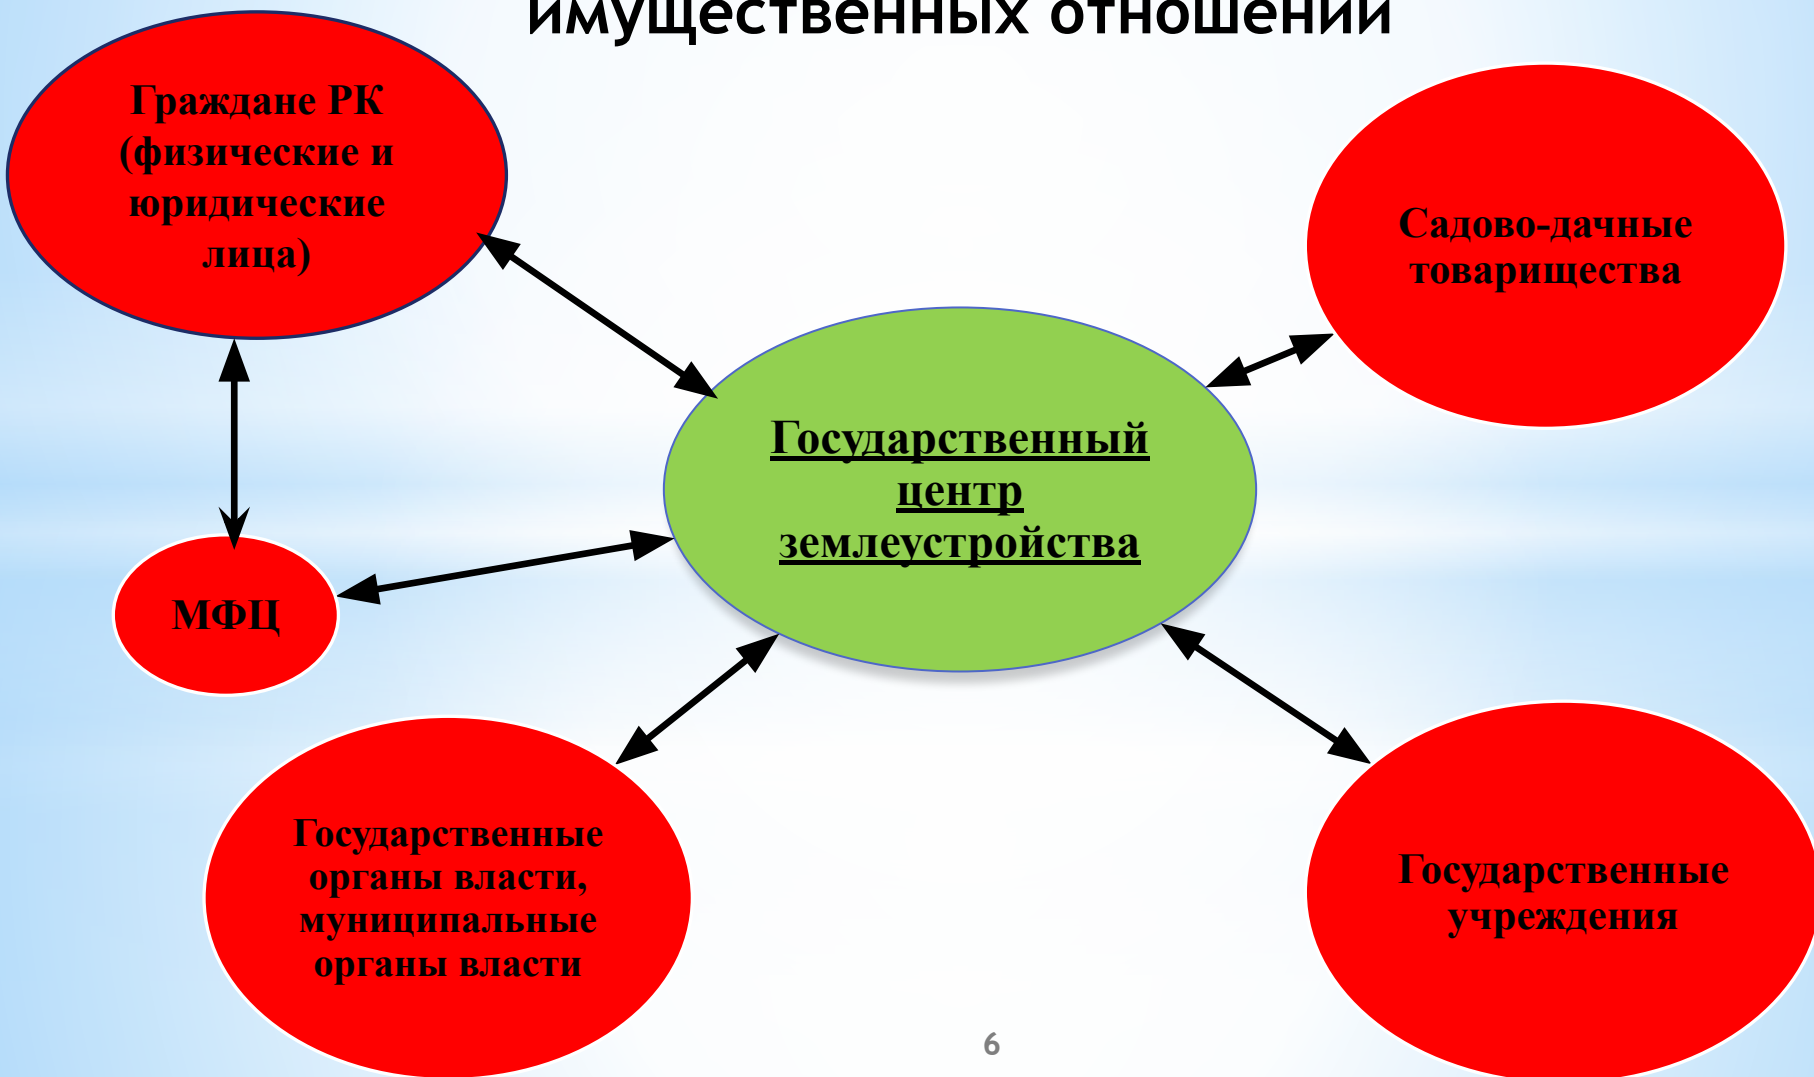 имущественных отношений
Граждане РК
(физические и
юридические
лица)
Садово-дачные
товарищества
Государственный
центр
землеустройства
МФЦ
Государственные
органы власти,
муниципальные
органы власти
Государственные
учреждения
6